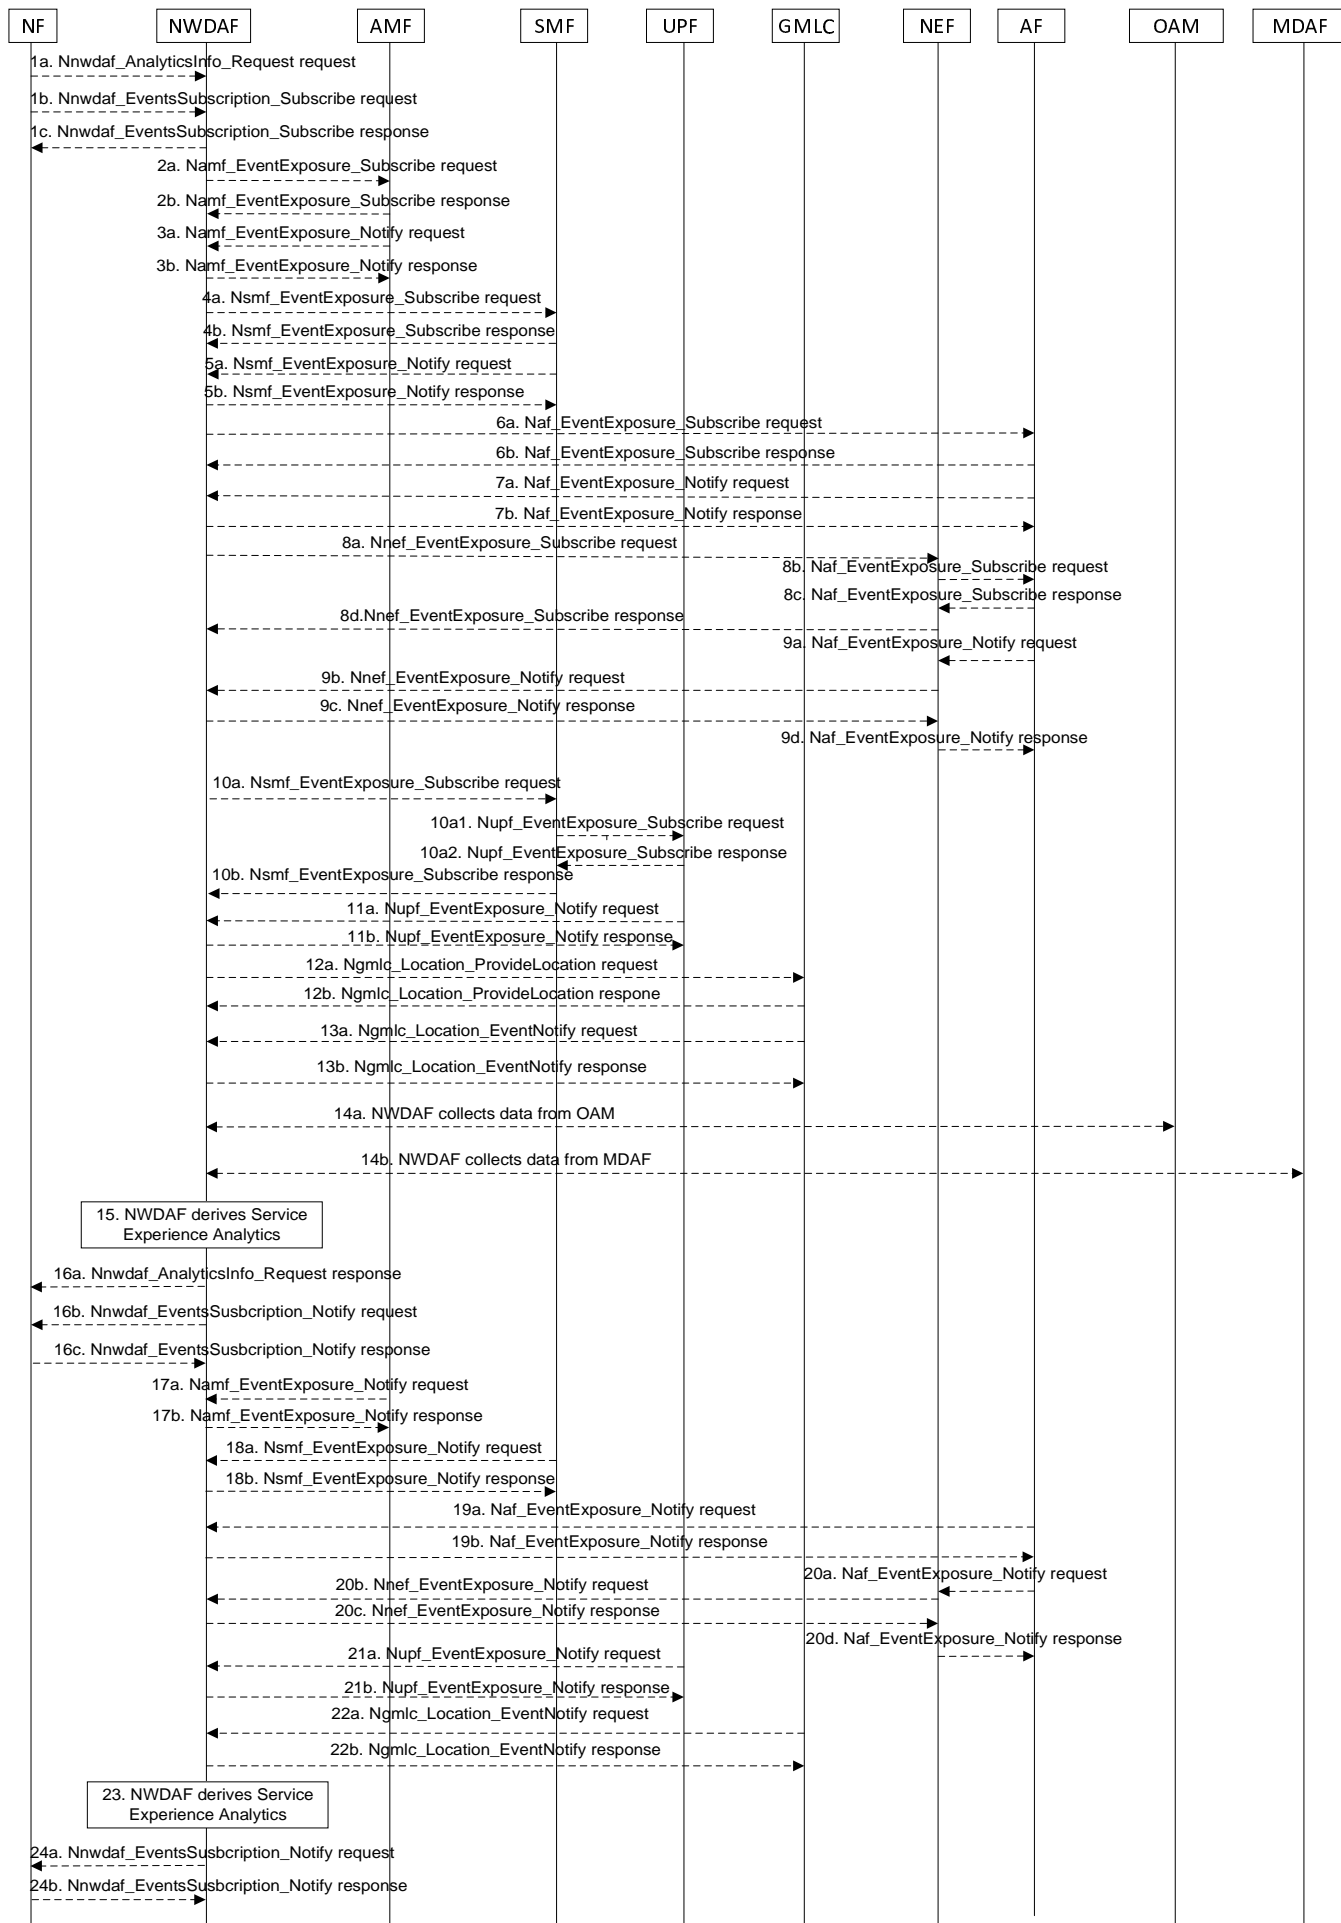 NF
NWDAF
AMF
SMF
UPF
GMLC
NEF
AF
OAM
MDAF
1a. Nnwdaf_AnalyticsInfo_Request request
1b. Nnwdaf_EventsSubscription_Subscribe request
1c. Nnwdaf_EventsSubscription_Subscribe response
2a. Namf_EventExposure_Subscribe request
2b. Namf_EventExposure_Subscribe response
3a. Namf_EventExposure_Notify request
3b. Namf_EventExposure_Notify response
4a. Nsmf_EventExposure_Subscribe request
4b. Nsmf_EventExposure_Subscribe response
5a. Nsmf_EventExposure_Notify request
5b. Nsmf_EventExposure_Notify response
6a. Naf_EventExposure_Subscribe request
6b. Naf_EventExposure_Subscribe response
7a. Naf_EventExposure_Notify request
7b. Naf_EventExposure_Notify response
8a. Nnef_EventExposure_Subscribe request
8b. Naf_EventExposure_Subscribe request
8c. Naf_EventExposure_Subscribe response
8d.Nnef_EventExposure_Subscribe response
9a. Naf_EventExposure_Notify request
9b. Nnef_EventExposure_Notify request
9c. Nnef_EventExposure_Notify response
9d. Naf_EventExposure_Notify response
10a. Nsmf_EventExposure_Subscribe request
10a1. Nupf_EventExposure_Subscribe request
10a2. Nupf_EventExposure_Subscribe response
10b. Nsmf_EventExposure_Subscribe response
11a. Nupf_EventExposure_Notify request
11b. Nupf_EventExposure_Notify response
12a. Ngmlc_Location_ProvideLocation request
12b. Ngmlc_Location_ProvideLocation respone
13a. Ngmlc_Location_EventNotify request
13b. Ngmlc_Location_EventNotify response
14a. NWDAF collects data from OAM
14b. NWDAF collects data from MDAF
15. NWDAF derives Service
Experience Analytics
16a. Nnwdaf_AnalyticsInfo_Request response
16b. Nnwdaf_EventsSusbcription_Notify request
16c. Nnwdaf_EventsSusbcription_Notify response
17a. Namf_EventExposure_Notify request
17b. Namf_EventExposure_Notify response
18a. Nsmf_EventExposure_Notify request
18b. Nsmf_EventExposure_Notify response
19a. Naf_EventExposure_Notify request
19b. Naf_EventExposure_Notify response
20a. Naf_EventExposure_Notify request
20b. Nnef_EventExposure_Notify request
20c. Nnef_EventExposure_Notify response
20d. Naf_EventExposure_Notify response
21a. Nupf_EventExposure_Notify request
21b. Nupf_EventExposure_Notify response
22a. Ngmlc_Location_EventNotify request
22b. Ngmlc_Location_EventNotify response
23. NWDAF derives Service
Experience Analytics
24a. Nnwdaf_EventsSusbcription_Notify request
24b. Nnwdaf_EventsSusbcription_Notify response